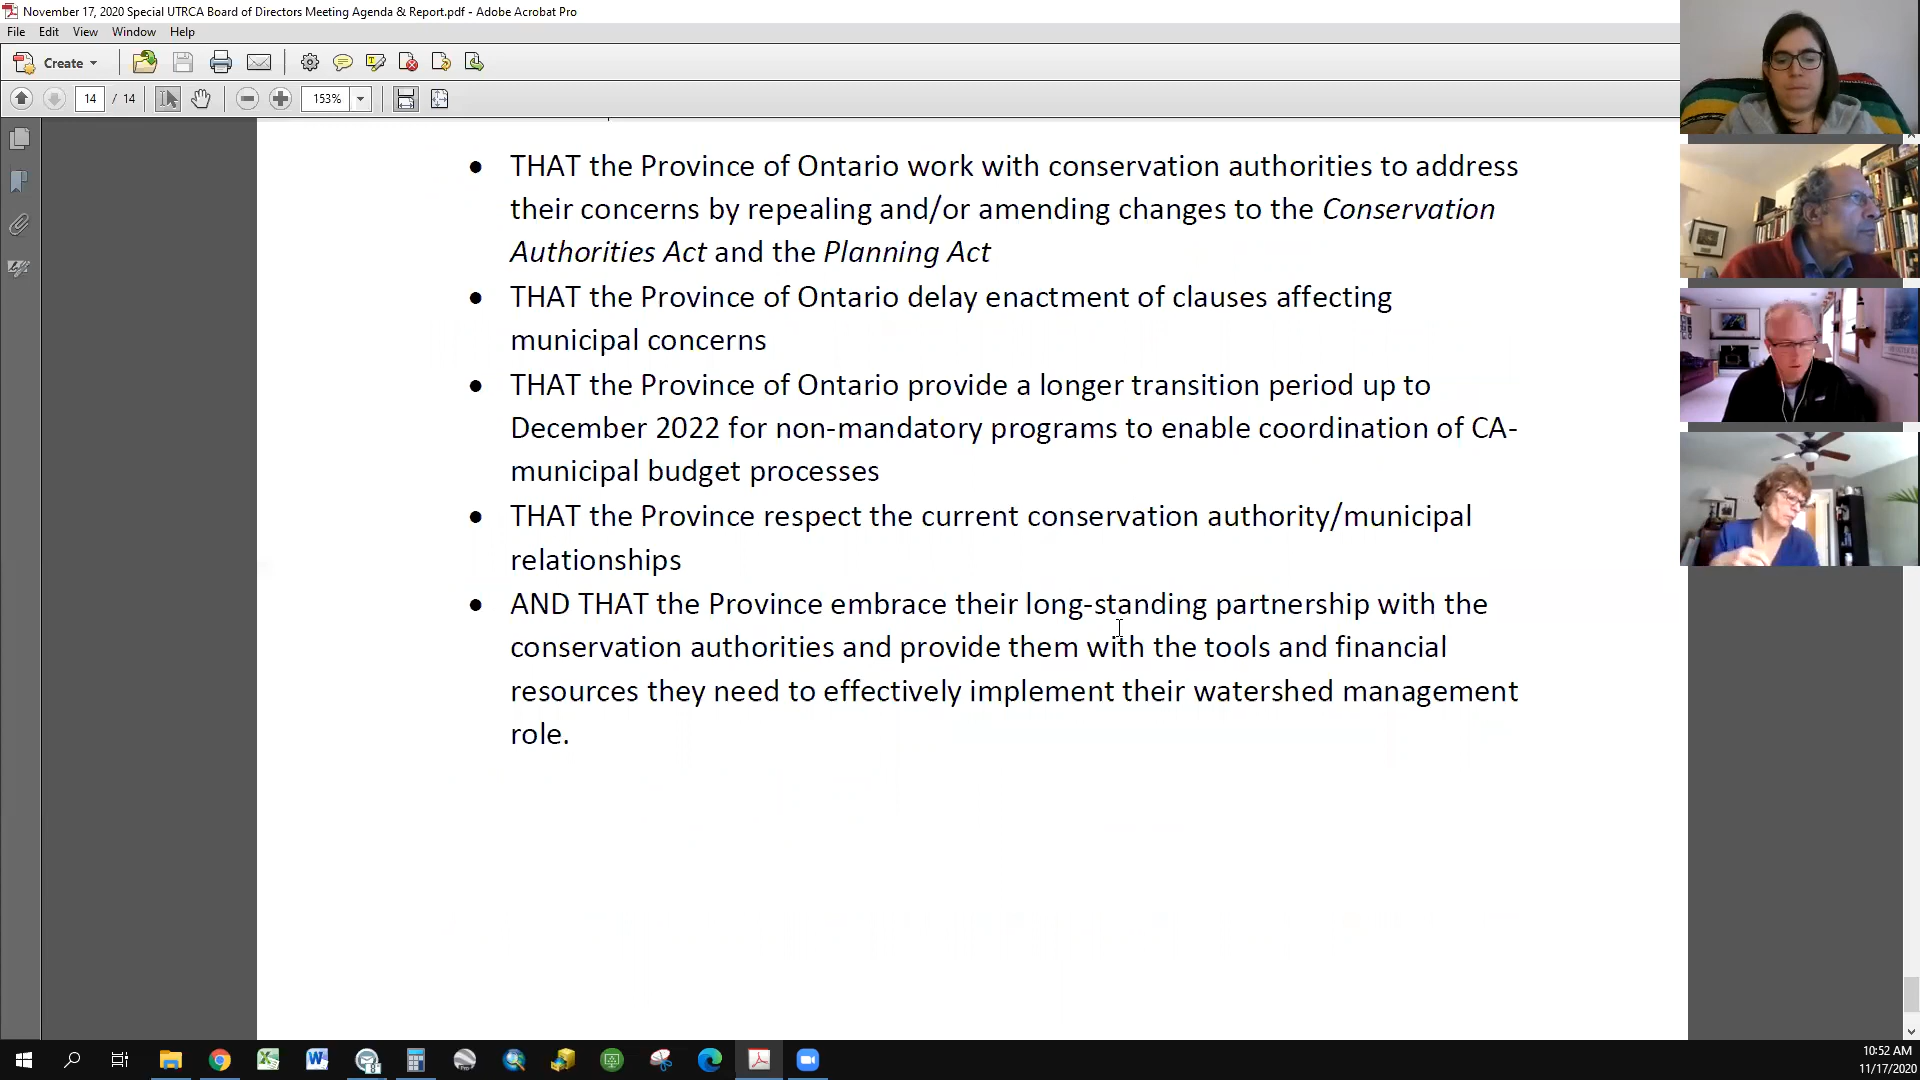 November 17, 2020 Special UTRCA Board of Directors Meeting Agenda & Report.pdf - Adobe Acrobat Pro
File Edit View Window Help
Create
14 / 14 153%
• THAT the Province of Ontario work with conservation authorities to address
their concerns by repealing and/or amending changes to the Conservation
Authorities Act and the Planning Act
• THAT the Province of Ontario delay enactment of clauses affecting
municipal concerns
• THAT the Province of Ontario provide a longer transition period up to
December 2022 for non-mandatory programs to enable coordination of CA-
municipal budget processes
• THAT the Province respect the current conservation authority/municipal
relationships
• AND THAT the Province embrace their long-standing partnership with the
conservation authorities and provide them with the tools and financial
resources they need to effectively implement their watershed management
role.
10:52 AM
11/17/2020